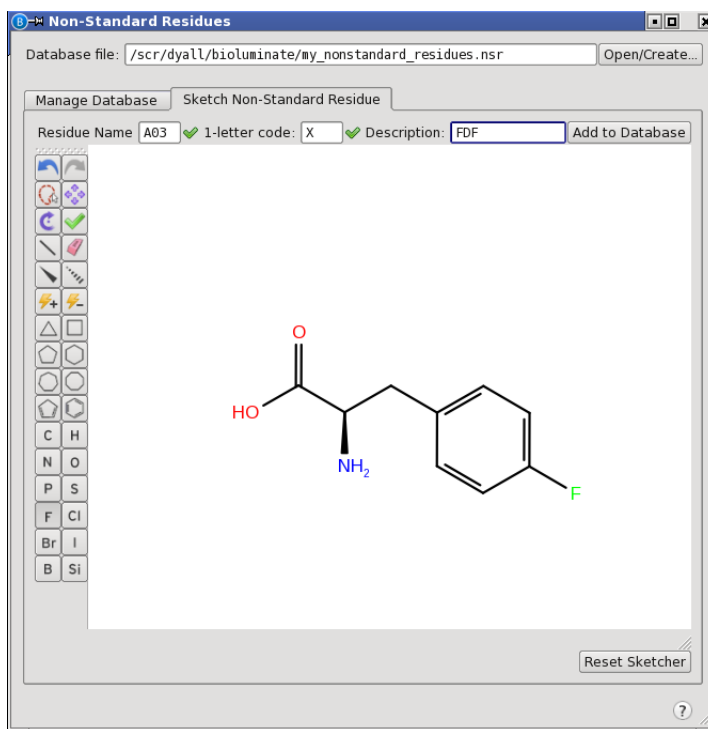 Non-Standard Residues
Database file: /scr/dyall/bioluminate/my_nonstandard_residues.nsr Open/Create...
Manage Database Sketch Non-Standard Residue
Residue Name A03 1-letter code: X Description: FDF Add to Database
O
HO
NH2
F
C H
N O
P S
F Cl
Br I
B Si
Reset Sketcher
?